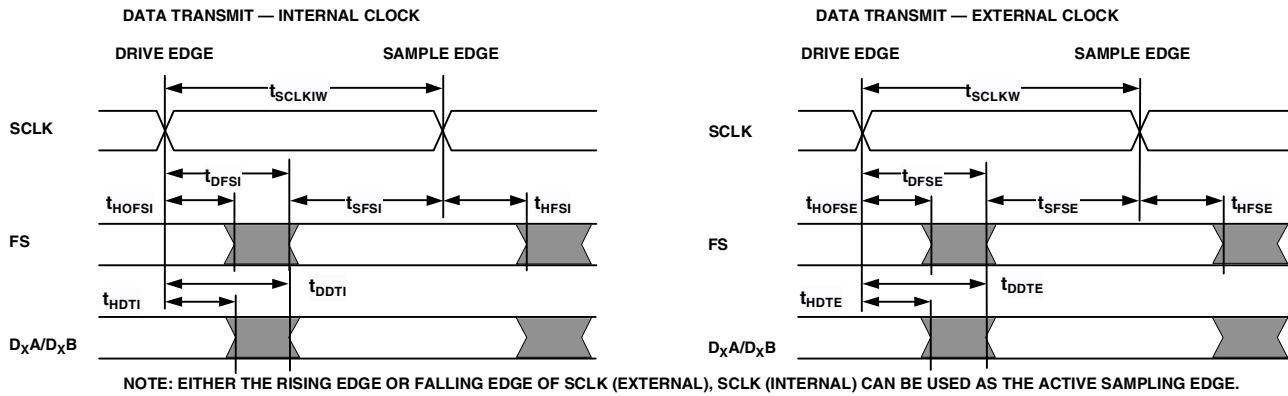 DATA TRANSMIT — INTERNAL CLOCK
DRIVE EDGE
SAMPLE EDGE
tSCLKIW
SCLK
tDFSI
tHOFSI
tSFSI
tHFSI
FS
tDDTI
tHDTI
DXA/DXB
DATA TRANSMIT — EXTERNAL CLOCK
DRIVE EDGE
SAMPLE EDGE
tSCLKW
SCLK
tDFSE
tHOFSE
tSFSE
tHFSE
FS
tDDTE
tHDTE
DXA/DXB
NOTE: EITHER THE RISING EDGE OR FALLING EDGE OF SCLK (EXTERNAL), SCLK (INTERNAL) CAN BE USED AS THE ACTIVE SAMPLING EDGE.